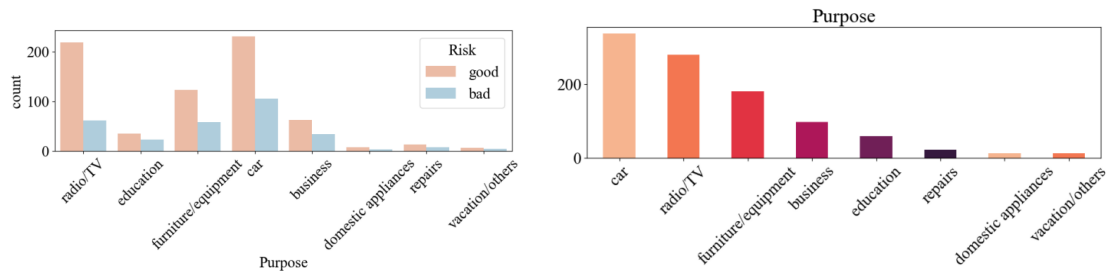 Risk
good
bad
count
200
100
0
radio/TV
education
furniture/equipment
car
business
domestic appliances
repairs
vacation/others
Purpose
Purpose
200
0
car
radio/TV
furniture/equipment
business
education
repairs
domestic appliances
vacation/others